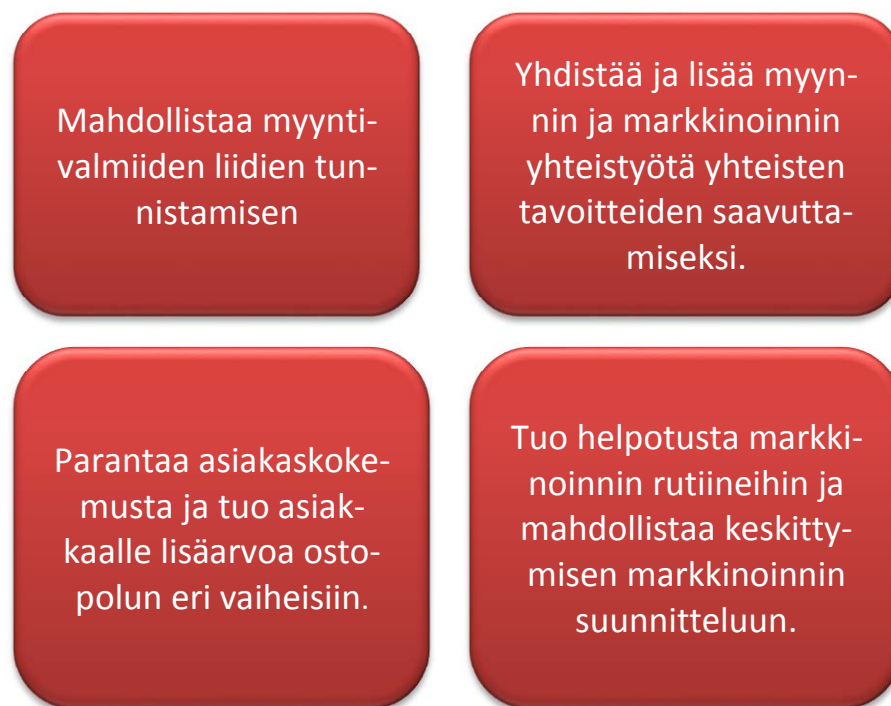 Mahdollistaa myynti-
valmiiden liidien tun-
nistamisen
Yhdistää ja lisää myyn-
nin ja markkinoinnin
yhteistyötä yhteisten
tavoitteiden saavutta-
miseksi.
Parantaa asiakaskoke-
musta ja tuo asiak-
kaalle lisäarvoa osto-
polun eri vaiheisiin.
Tuo helpotusta markki-
noinnin rutiineihin ja
mahdollistaa keskitty-
misen markkinoinnin
suunnitteluun.